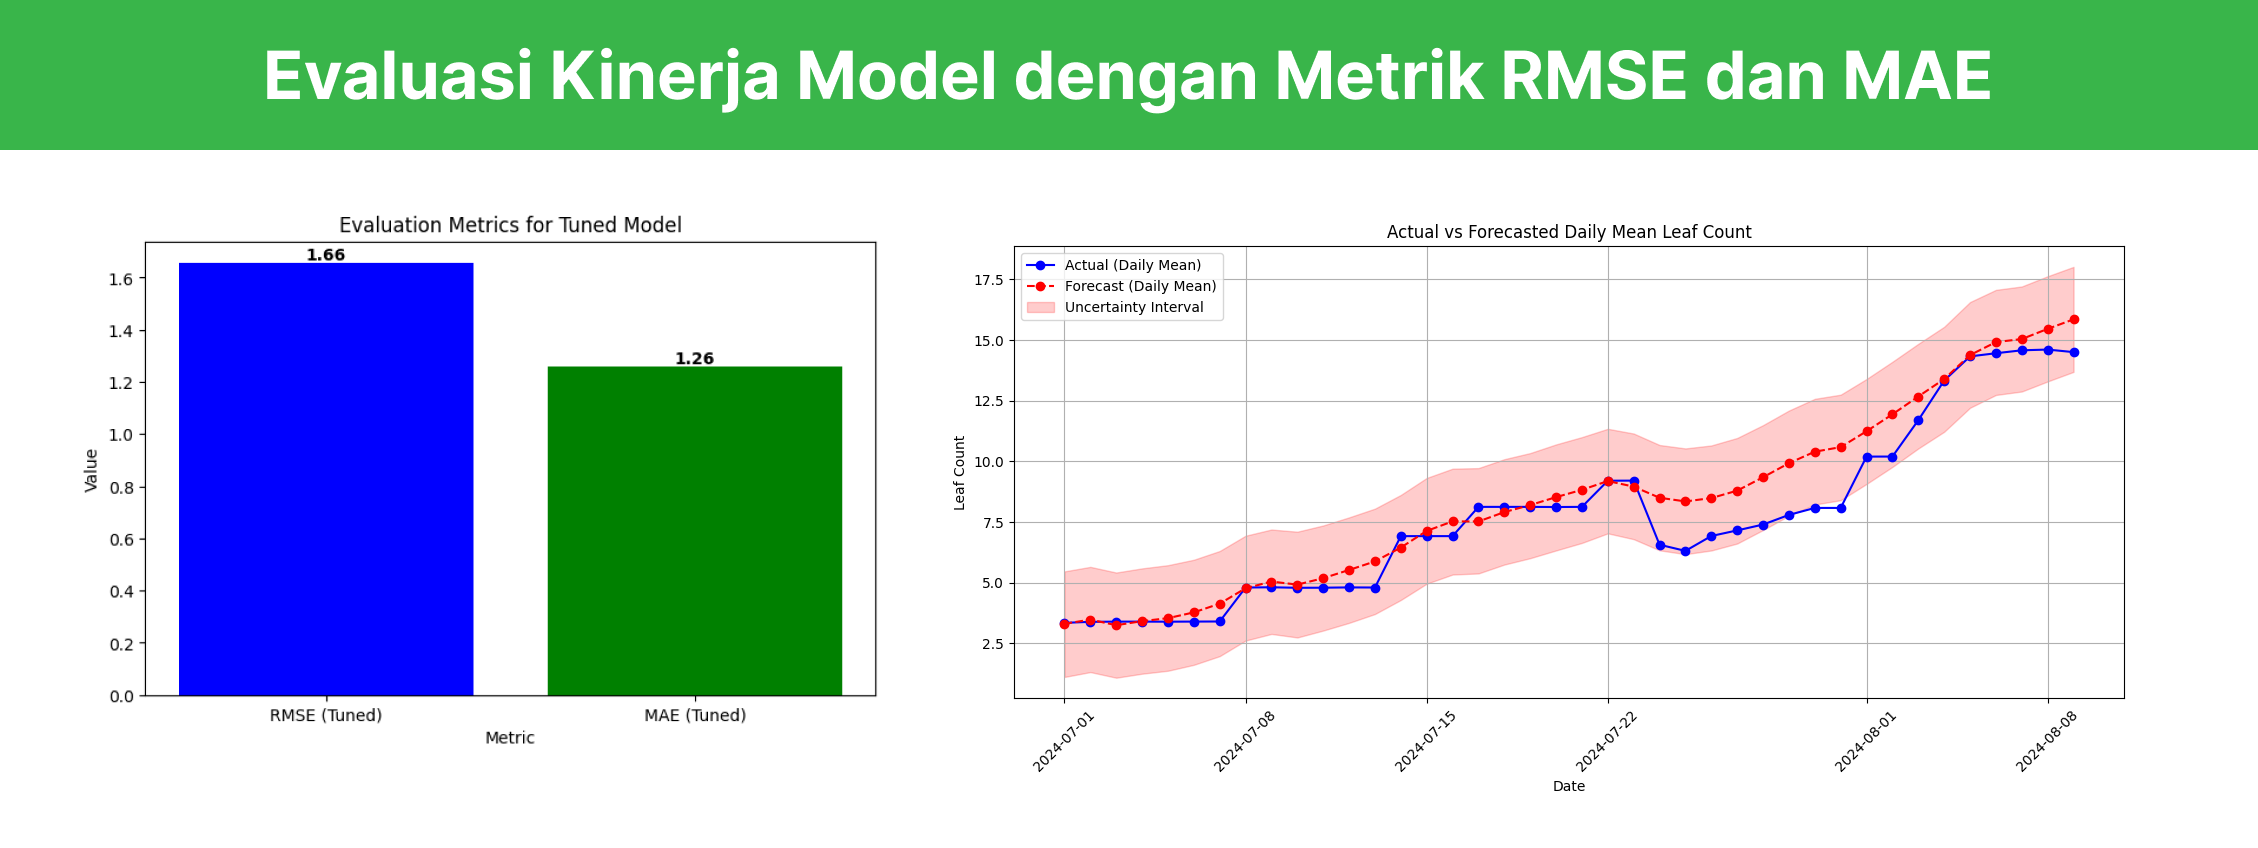 Evaluasi Kinerja Model dengan Metrik RMSE dan MAE
Evaluation Metrics for Tuned Model
1.66
1.26
1.6
1.4
1.2
1.0
0.8
0.6
0.4
0.2
0.0
Value
RMSE (Tuned)
MAE (Tuned)
Metric
Actual vs Forecasted Daily Mean Leaf Count
Actual (Daily Mean)
Forecast (Daily Mean)
Uncertainty Interval
17.5
15.0
12.5
10.0
7.5
5.0
2.5
Leaf Count
2024-07-01
2024-07-08
2024-07-15
2024-07-22
2024-08-01
2024-08-08
Date